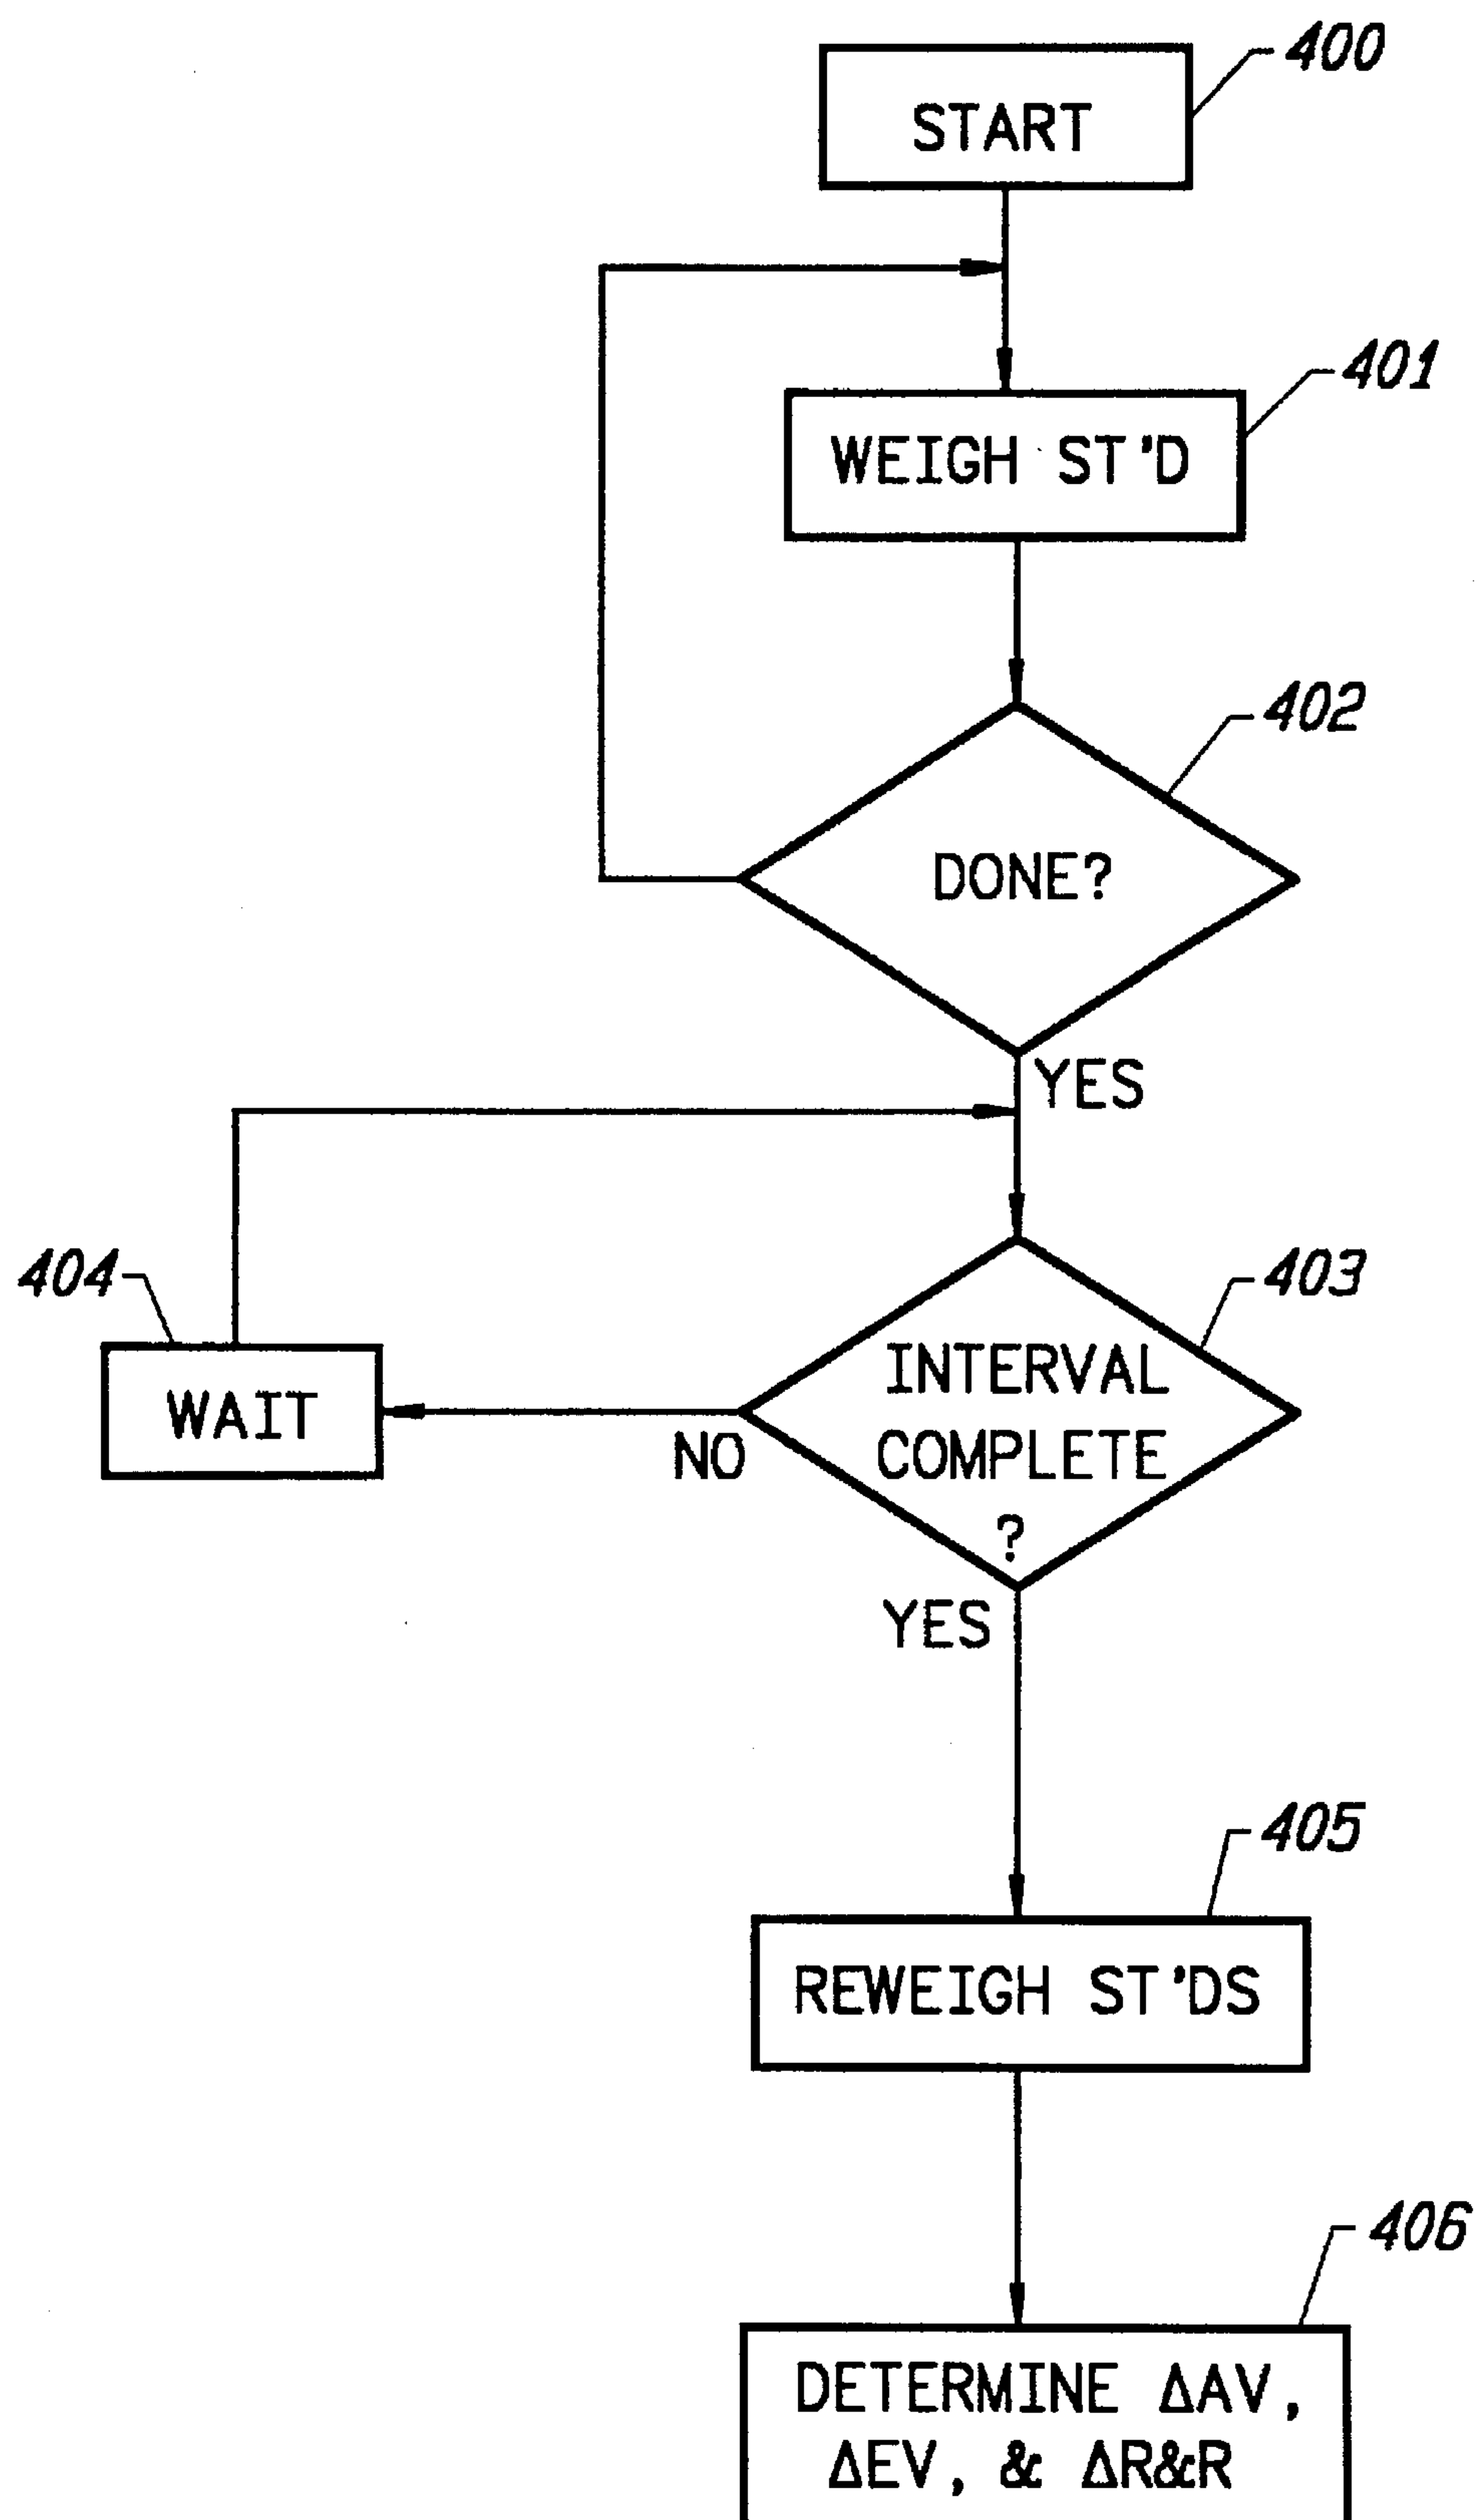 400
START
401
WEIGH ST'D
402
DONE?
YES
403
404
INTERVAL
WAIT
COMPLETE
NO
?
YES
405
REWEIGH ST'DS
406
DETERMINE ΔAV,
ΔEV, & ΔR&R